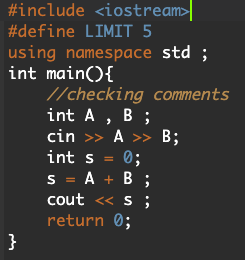 #include <iostream>
#define LIMIT 5
using namespace std ;
int main(){
    //checking comments
    int A , B ;
    cin >> A >> B;
    int s = 0;
    s = A + B ;
    cout << s ;
    return 0;
}